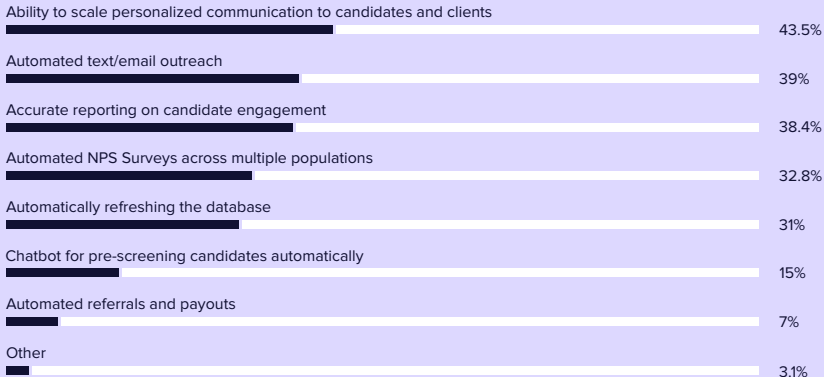 Ability to scale personalized communication to candidates and clients
43.5%
Automated text/email outreach
39%
Accurate reporting on candidate engagement
38.4%
Automated NPS Surveys across multiple populations
32.8%
Automatically refreshing the database
31%
Chatbot for pre-screening candidates automatically
15%
Automated referrals and payouts
7%
Other
3.1%